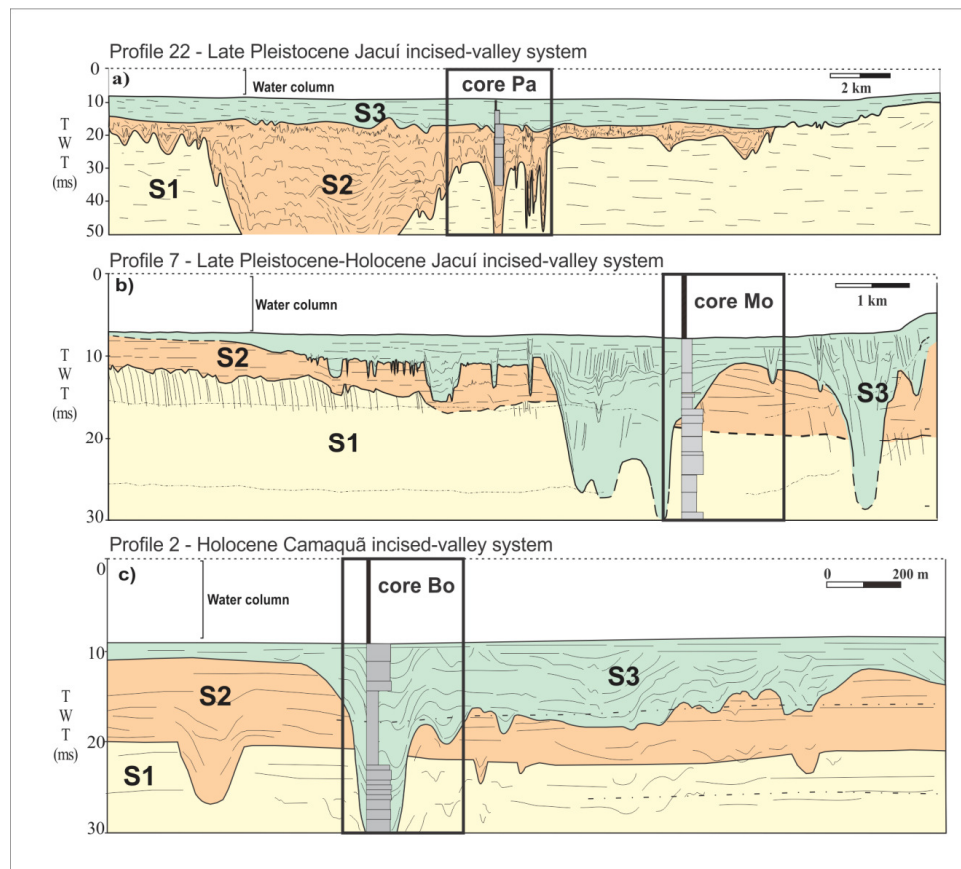 Profile 22 - Late Pleistocene Jacuí incised-valley system
a)
Water column
core Pa
2 km
0
10
20
30
40
50
T
W
T
(ms)
S3
S1
S2
Profile 7 - Late Pleistocene-Holocene Jacuí incised-valley system
b)
Water column
core Mo
1 km
0
10
20
30
T
W
T
(ms)
S2
S1
S3
Profile 2 - Holocene Camaquã incised-valley system
c)
Water column
core Bo
0 200 m
0
10
20
30
T
W
T
(ms)
S2
S3
S1